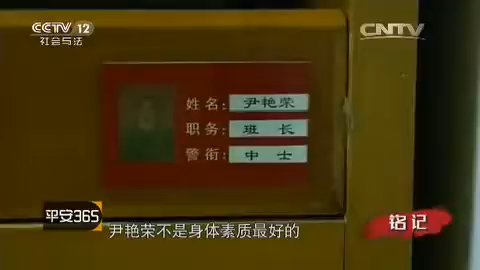 CCTV 12
社会与法
CNTV
姓名：尹艳荣
职务：班 长
警衔：中 士
平安365
铭记
尹艳荣不是身体素质最好的